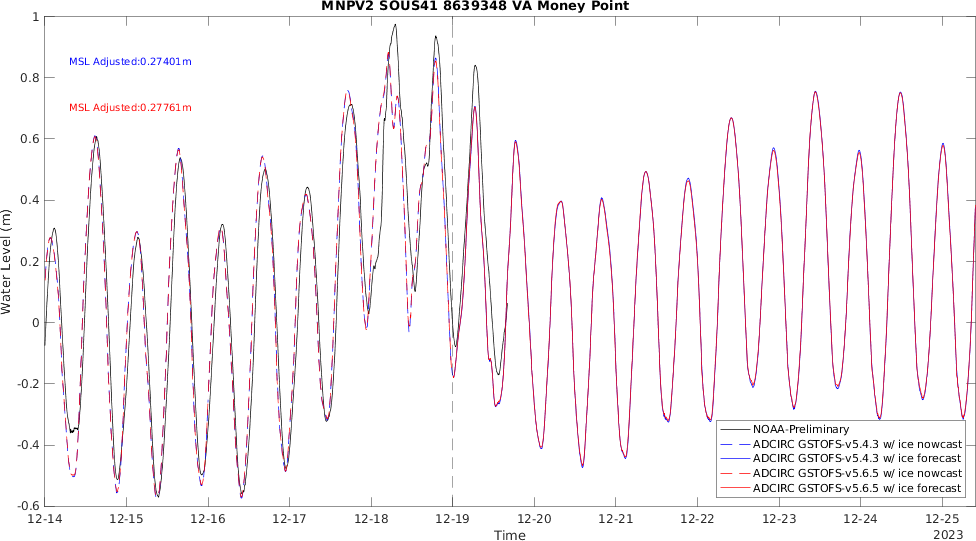 MNPV2 SOUS41 8639348 VA Money Point
MSL Adjusted:0.27401m
MSL Adjusted:0.27761m
Water Level (m)
1
0.8
0.6
0.4
0.2
0
-0.2
-0.4
-0.6
NOAA-Preliminary
ADCIRC GSTOFS-v5.4.3 w/ ice nowcast
ADCIRC GSTOFS-v5.4.3 w/ ice forecast
ADCIRC GSTOFS-v5.6.5 w/ ice nowcast
ADCIRC GSTOFS-v5.6.5 w/ ice forecast
12-14 12-15 12-16 12-17 12-18 12-19 12-20 12-21 12-22 12-23 12-24 12-25
Time
2023